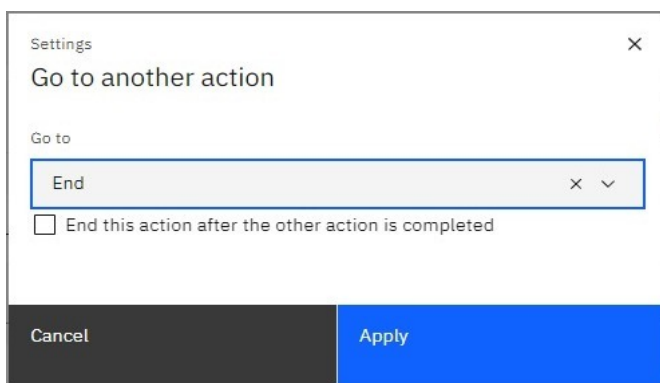 Settings
Go to another action
Go to
End
End this action after the other action is completed
Cancel
Apply